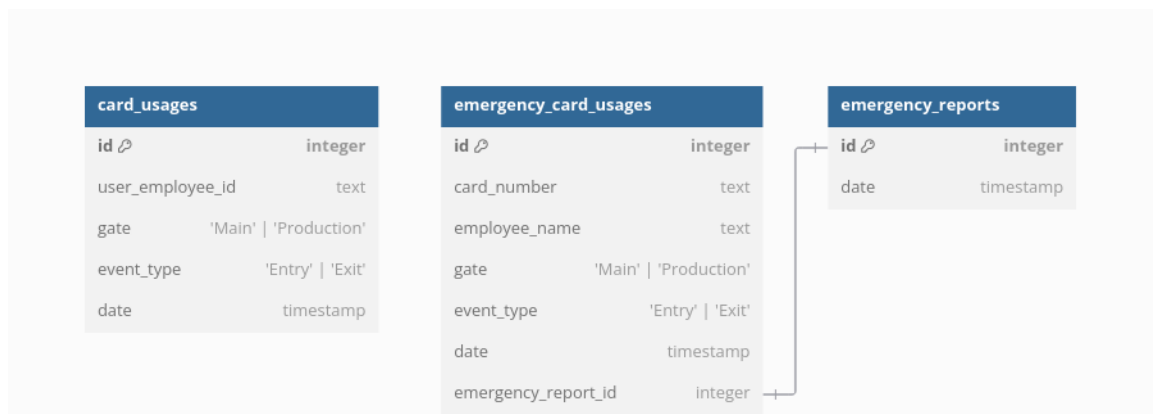 card_usages
id integer
user_employee_id text
gate 'Main' | 'Production'
event_type 'Entry' | 'Exit'
date timestamp
emergency_card_usages
id integer
card_number text
employee_name text
gate 'Main' | 'Production'
event_type 'Entry' | 'Exit'
date timestamp
emergency_report_id integer
emergency_reports
id integer
date timestamp